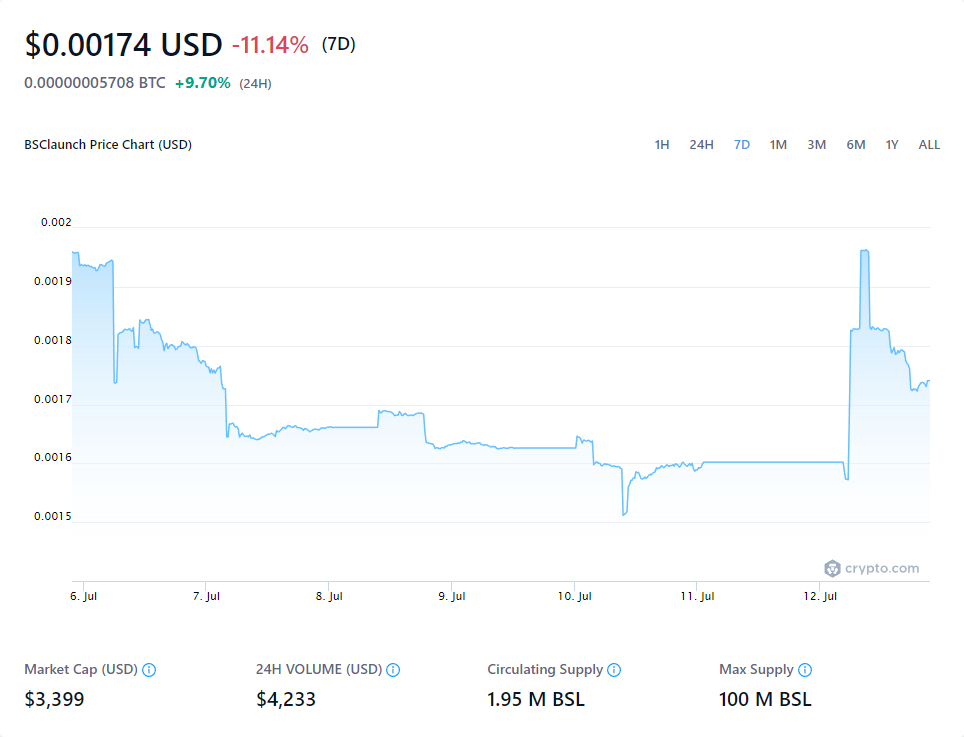 $0.00174 USD -11.14% (7D)
0.00000005708 BTC +9.70% (24H)
BSClaunch Price Chart (USD) 1H 24H 7D 1M 3M 6M 1Y ALL
0.002
0.0019
0.0018
0.0017
0.0016
0.0015
crypto.com
6. Jul 7. Jul 8. Jul 9. Jul 10. Jul 11. Jul 12. Jul
Market Cap (USD) 24H VOLUME (USD) Circulating Supply Max Supply
$3,399 $4,233 1.95 M BSL 100 M BSL